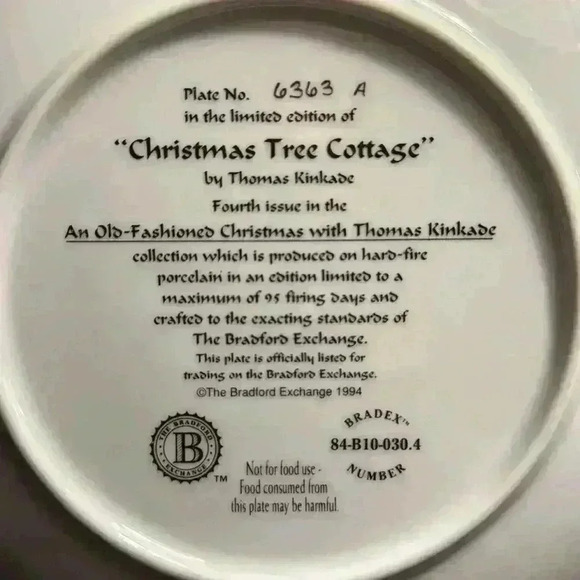 Plate No. 6363 A
in the limited edition of
"Christmas Tree Cottage"
by Thomas Kinkade
Fourth issue in the
An Old-Fashioned Christmas with Thomas Kinkade
collection which is produced on hard-fire
porcelain in an edition limited to a
maximum of 95 firing days and
crafted to the exacting standards of
The Bradford Exchange.
This plate is officially listed for
trading on the Bradford Exchange.
©The Bradford Exchange 1994
THE BRADFORD
B
EXCHANGE
TM
Not for food use -
Food consumed from
this plate may be harmful.
BRADEX™
84-B10-030.4
NUMBER